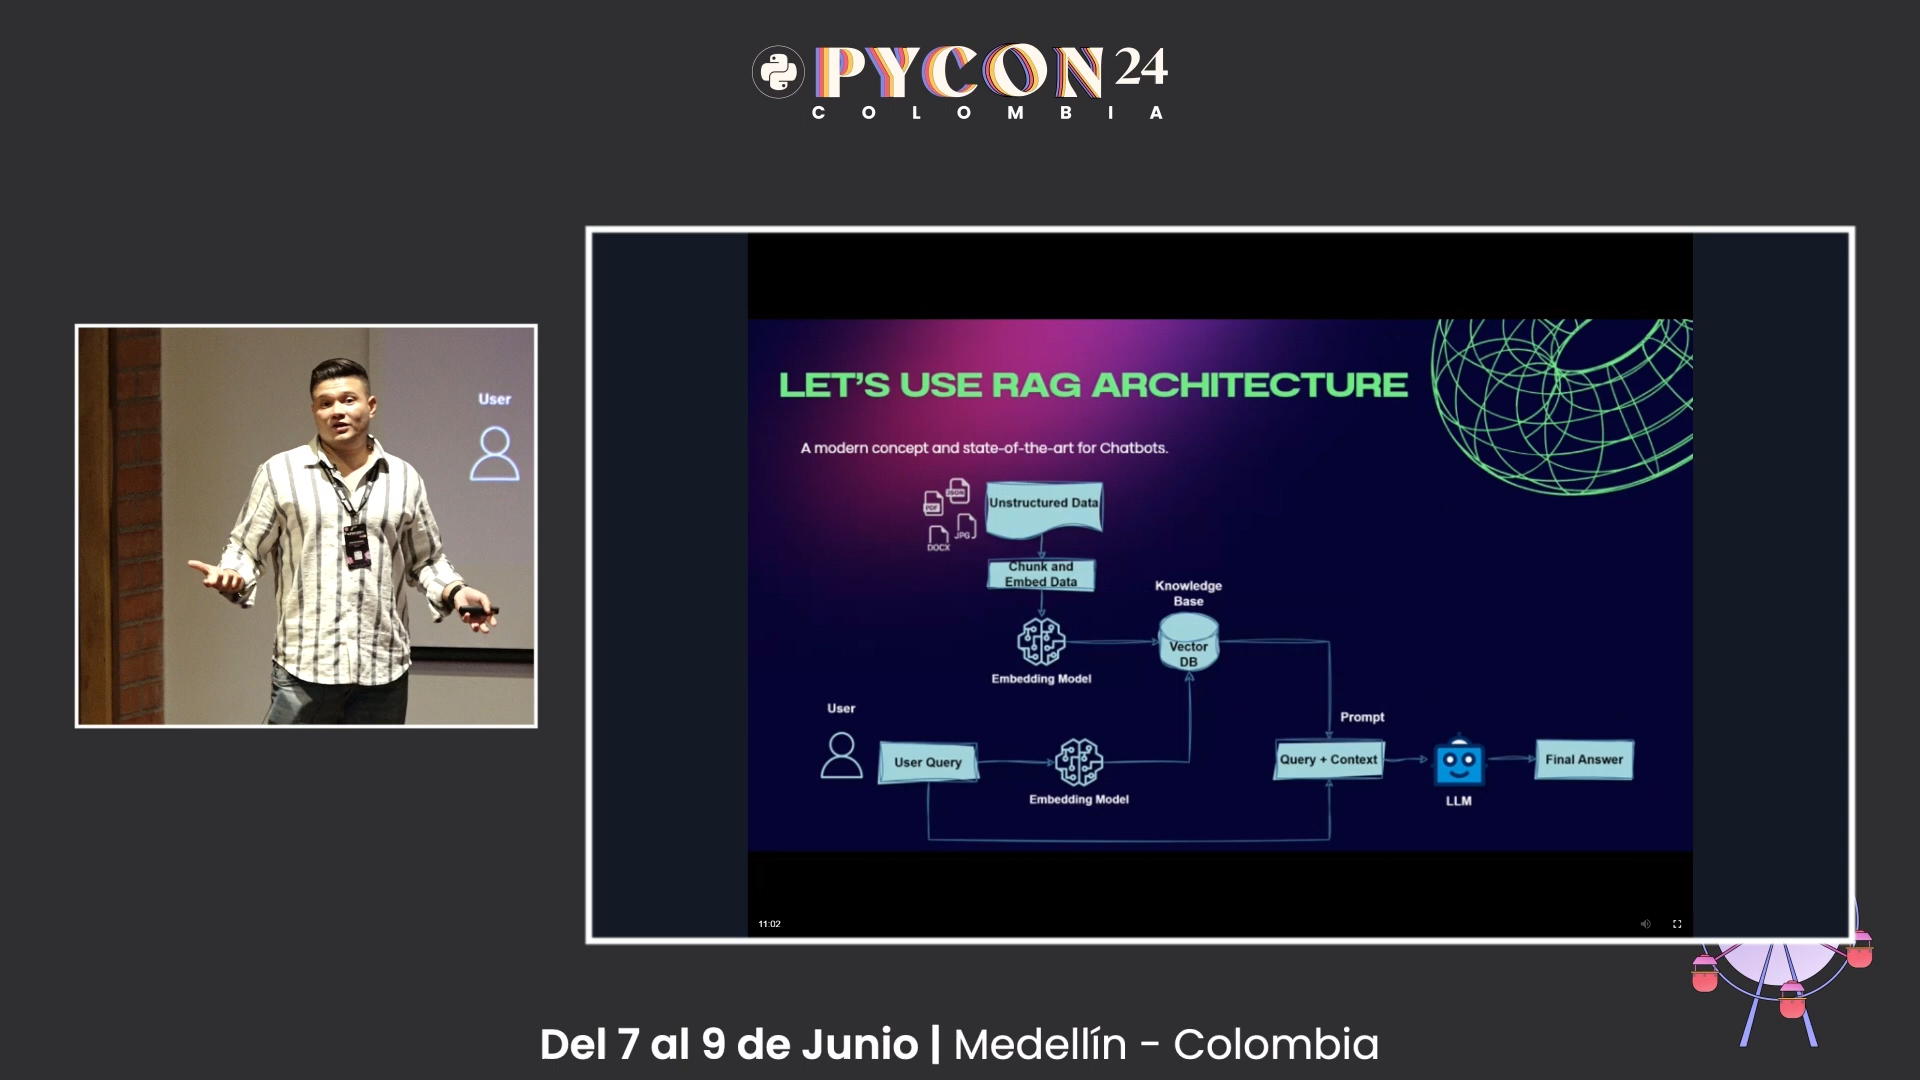 PYCON 24
COLOMBIA
User
LET'S USE RAG ARCHITECTURE
A modern concept and state-of-the-art for Chatbots.
PDF
JSON
DOCX
JPG
Unstructured Data
Chunk and
Embed Data
Embedding Model
Knowledge
Base
Vector
DB
User
User Query
Embedding Model
Prompt
Query + Context
LLM
Final Answer
11:02
Del 7 al 9 de Junio | Medellín - Colombia